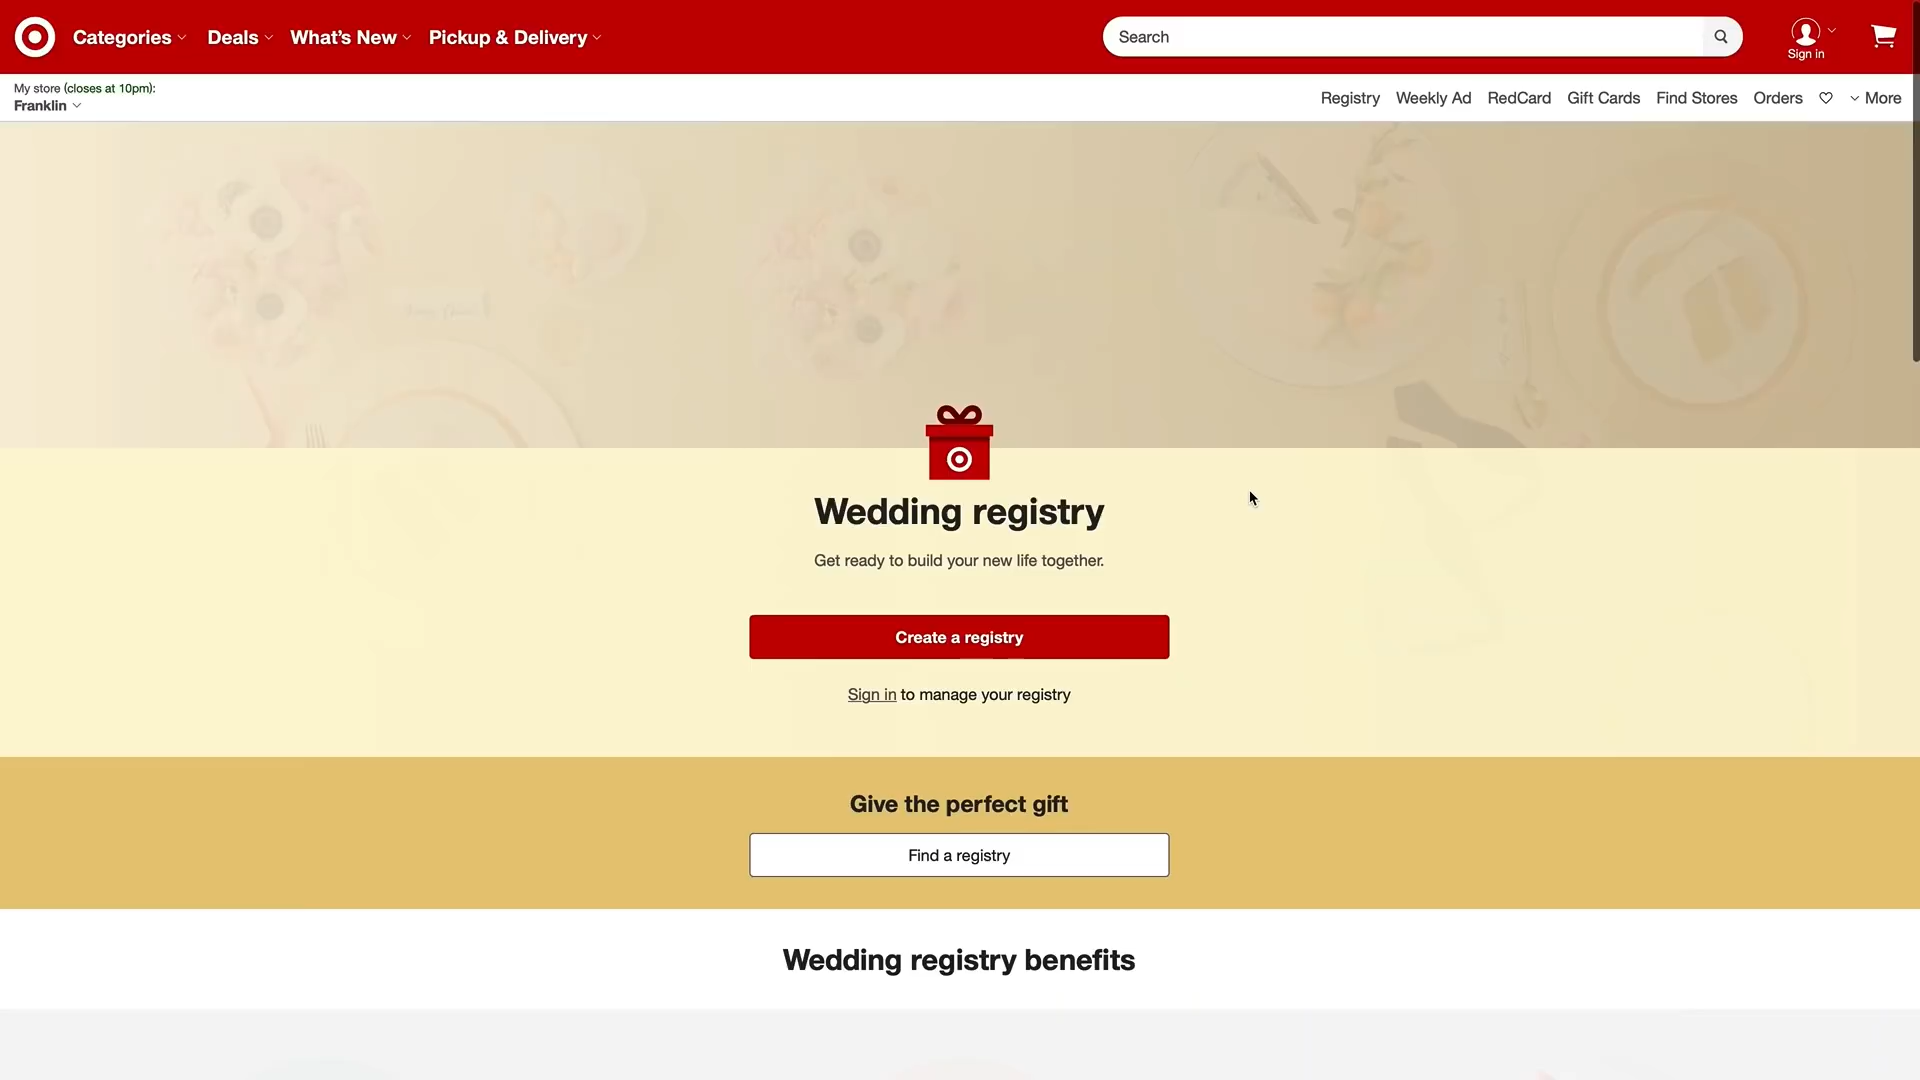 Categories
Deals
What's New
Pickup & Delivery
Search
Sign in
My store (closes at 10pm):
Franklin
Registry
Weekly Ad
RedCard
Gift Cards
Find Stores
Orders
More
Wedding registry
Get ready to build your new life together.
Create a registry
Sign in to manage your registry
Give the perfect gift
Find a registry
Wedding registry benefits